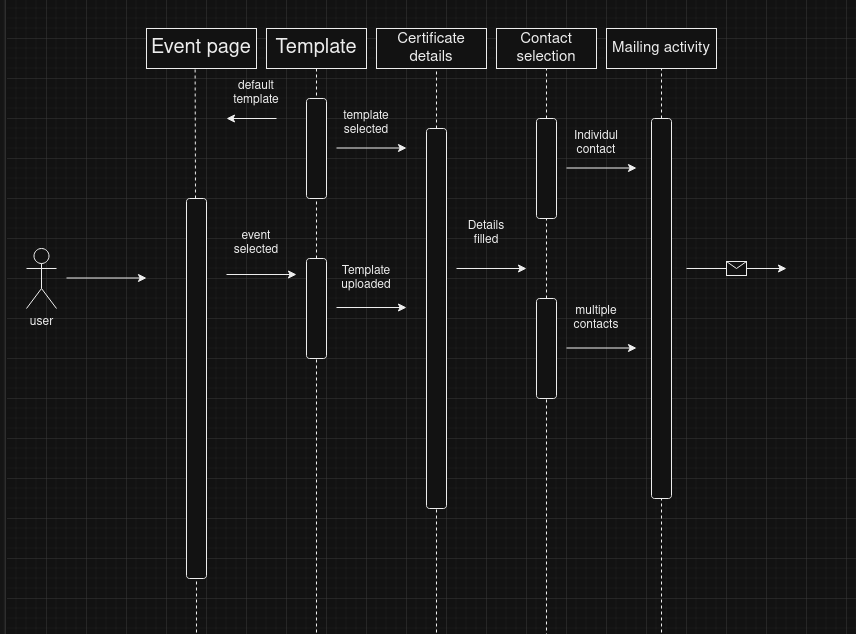 Event page
Template
Certificate
details
Contact
selection
Mailing activity
default
template
template
selected
Individul
contact
event
selected
Details
filled
Template
uploaded
multiple
contacts
user